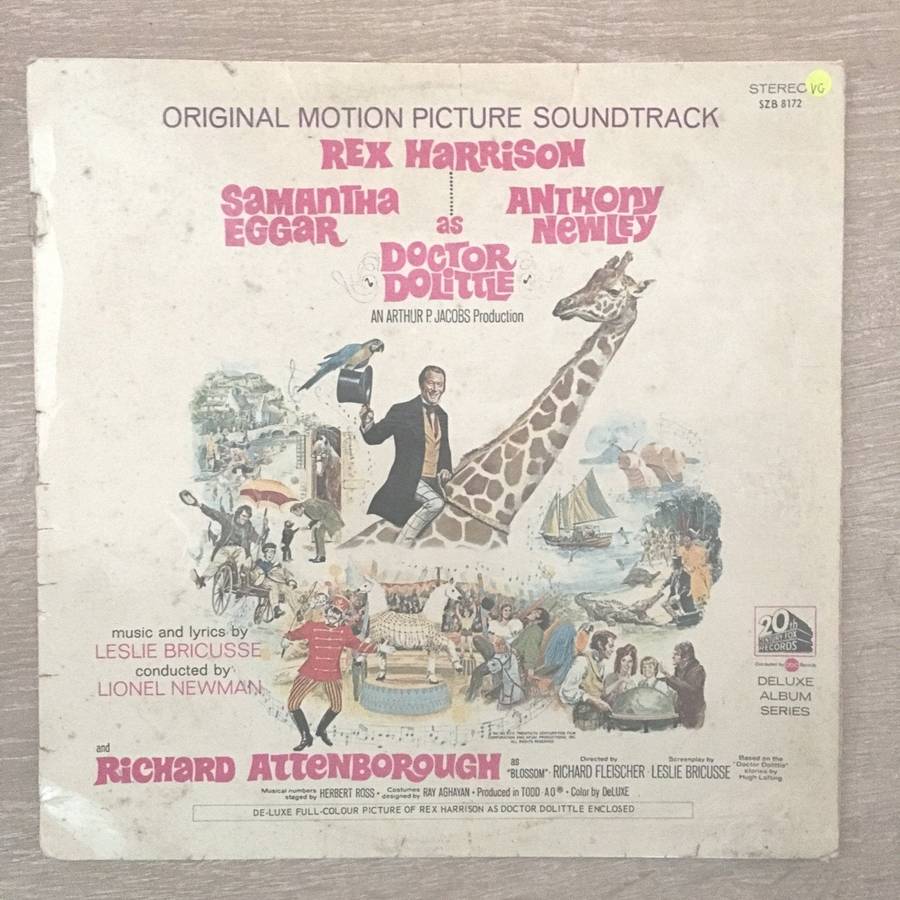 STEREO VG
SZB 8172
ORIGINAL MOTION PICTURE SOUNDTRACK
REX HARRISON
SAMANTHA EGGAR
ANTHONY NEWLEY
as
DOCTOR
DOLITTLE
AN ARTHUR P. JACOBS Production
music and lyrics by
LESLIE BRICUSSE
conducted by
LIONEL NEWMAN
20th
CENTURY FOX
RECORDS
DELUXE
ALBUM
SERIES
and
RICHARD ATTENBOROUGH
as
"BLOSSOM"
Directed by
RICHARD FLEISCHER
Screenplay by
LESLIE BRICUSSE
Based on the
"Doctor Dolittle"
stories by
Hugh Lofting
Musical numbers
staged by HERBERT ROSS • Costumes designed by RAY AGHAYAN • Produced in TODD-AO® • Color by DeLUXE
DE-LUXE FULL-COLOUR PICTURE OF REX HARRISON AS DOCTOR DOLITTLE ENCLOSED